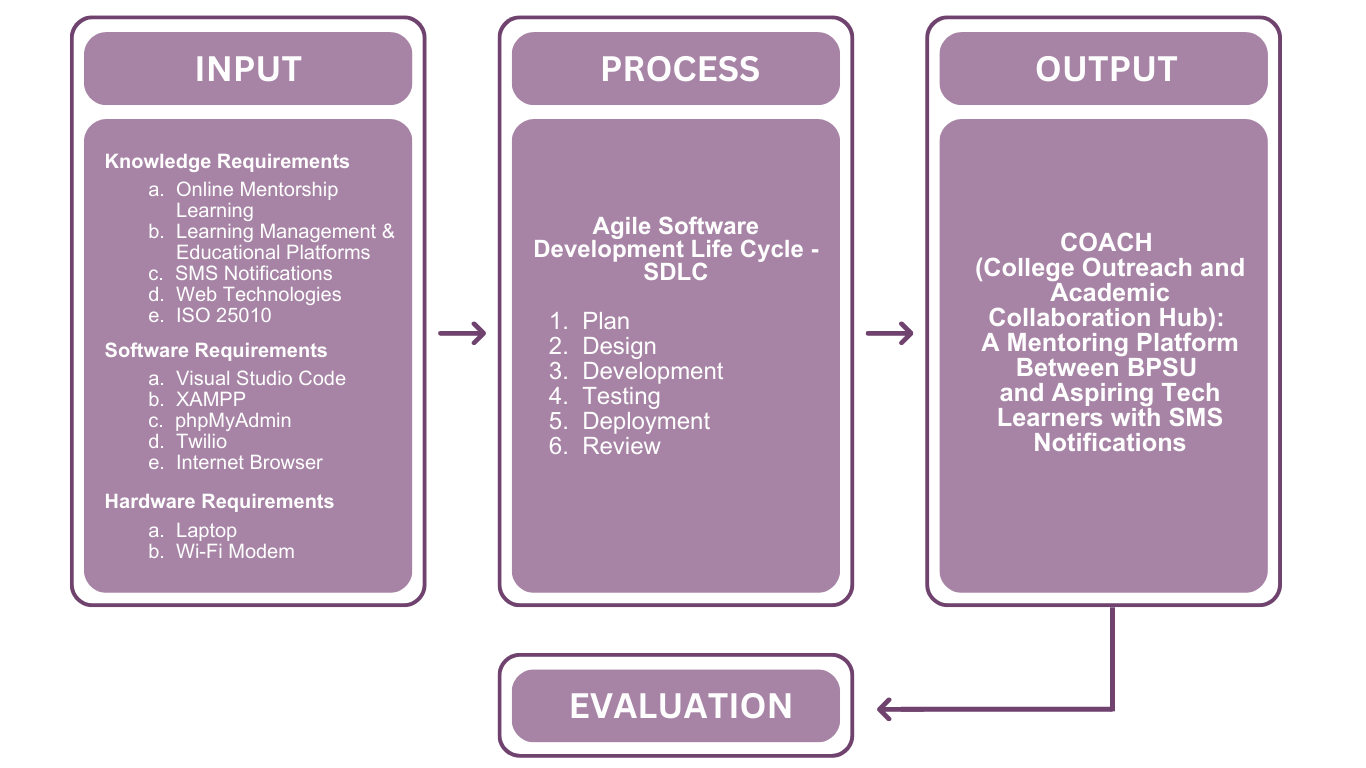 INPUT
Knowledge Requirements
a. Online Mentorship
Learning
b. Learning Management &
Educational Platforms
c. SMS Notifications
d. Web Technologies
e. ISO 25010
Software Requirements
a. Visual Studio Code
b. XAMPP
c. phpMyAdmin
d. Twilio
e. Internet Browser
Hardware Requirements
a. Laptop
b. Wi-Fi Modem
PROCESS
Agile Software
Development Life Cycle -
SDLC
1. Plan
2. Design
3. Development
4. Testing
5. Deployment
6. Review
OUTPUT
COACH
(College Outreach and
Academic
Collaboration Hub):
A Mentoring Platform
Between BPSU
and Aspiring Tech
Learners with SMS
Notifications
EVALUATION